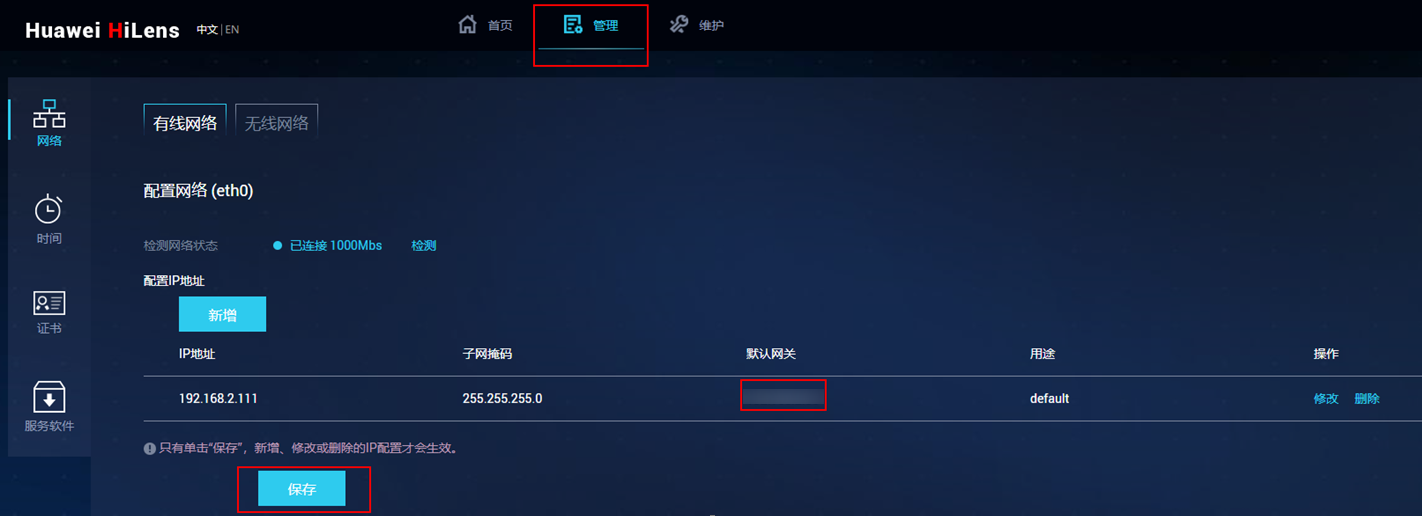 Huawei HiLens 中文 | EN 首页 管理 维护
有线网络 无线网络
网络
配置网络 (eth0)
时间
检测网络状态 已连接 1000Mbs 检测
配置IP地址
新增
证书
IP地址 子网掩码 默认网关 用途 操作
192.168.2.111 255.255.255.0 default 修改 删除
服务软件
只有单击“保存”，新增、修改或删除的IP配置才会生效。
保存